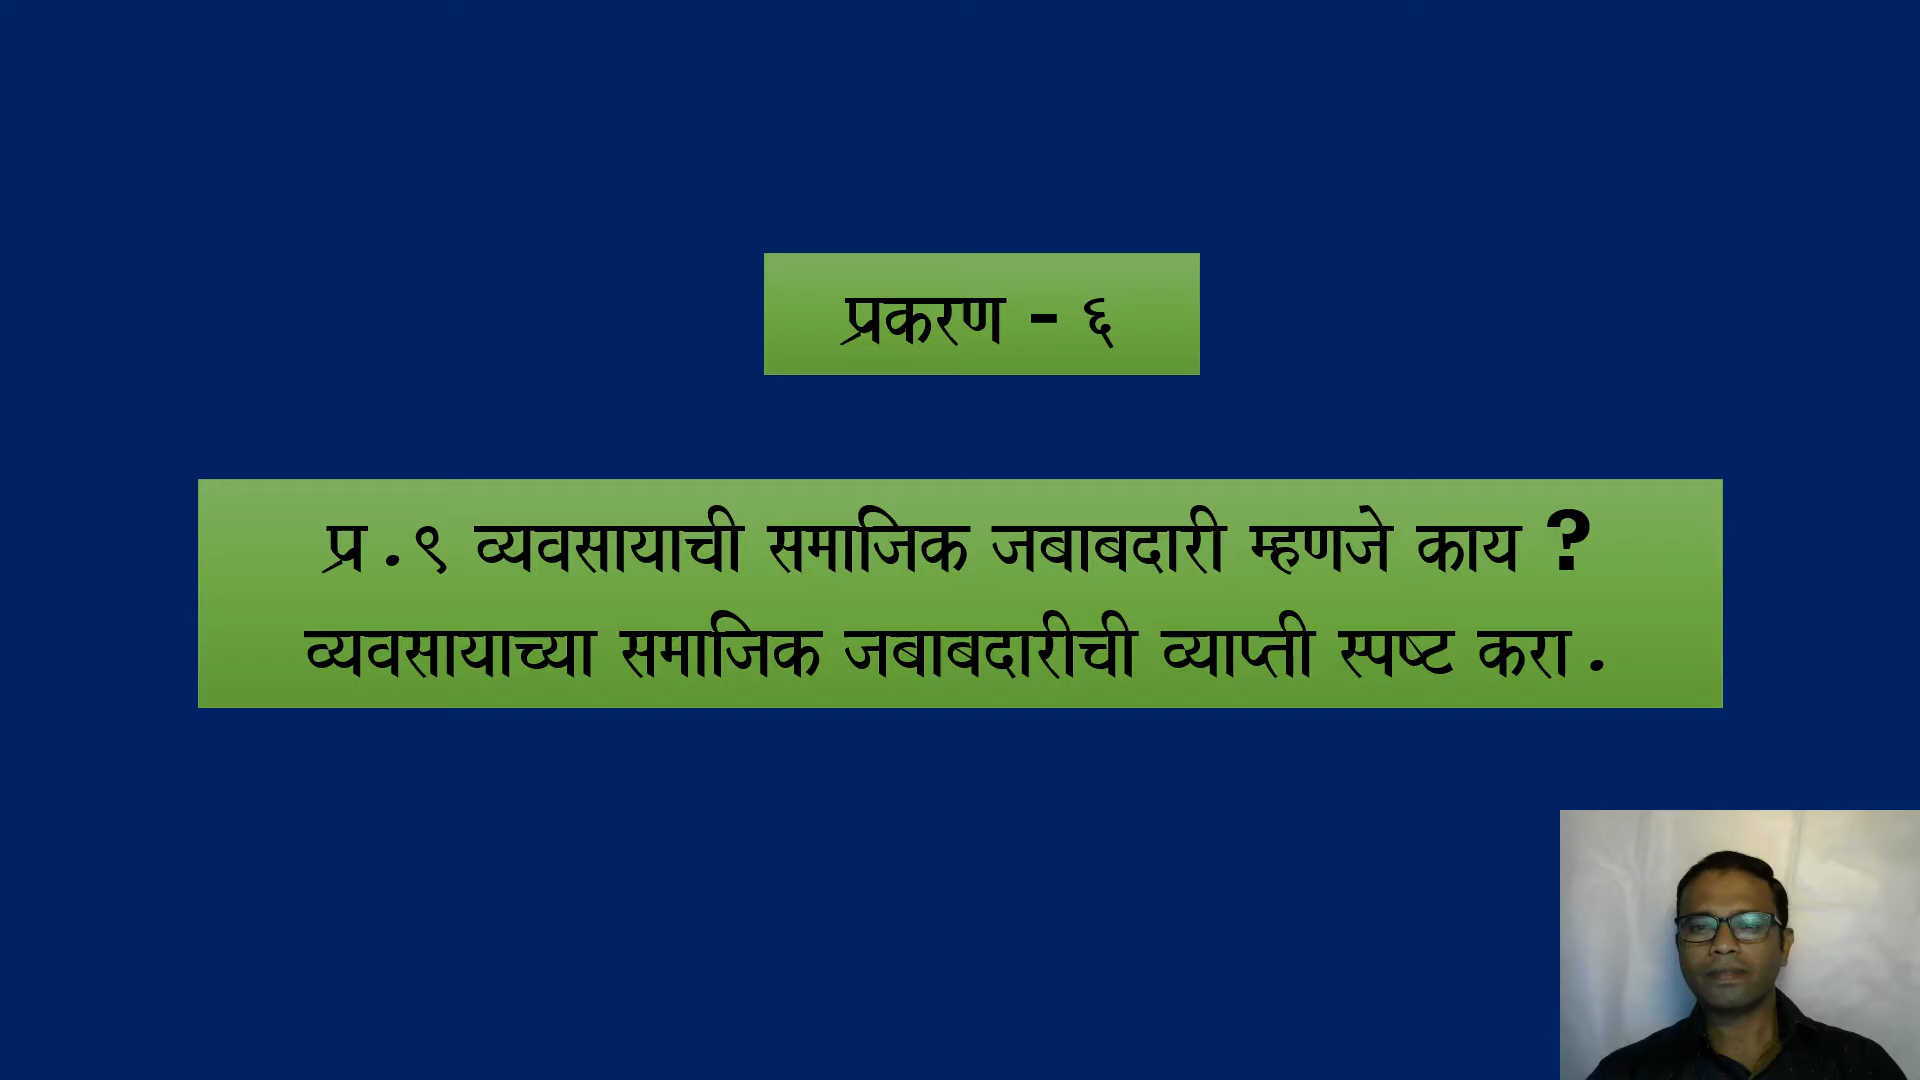 प्रकरण - ६
प्र.९ व्यवसायाची समाजिक जबाबदारी म्हणजे काय ?
व्यवसायाच्या समाजिक जबाबदारीची व्याप्ती स्पष्ट करा.